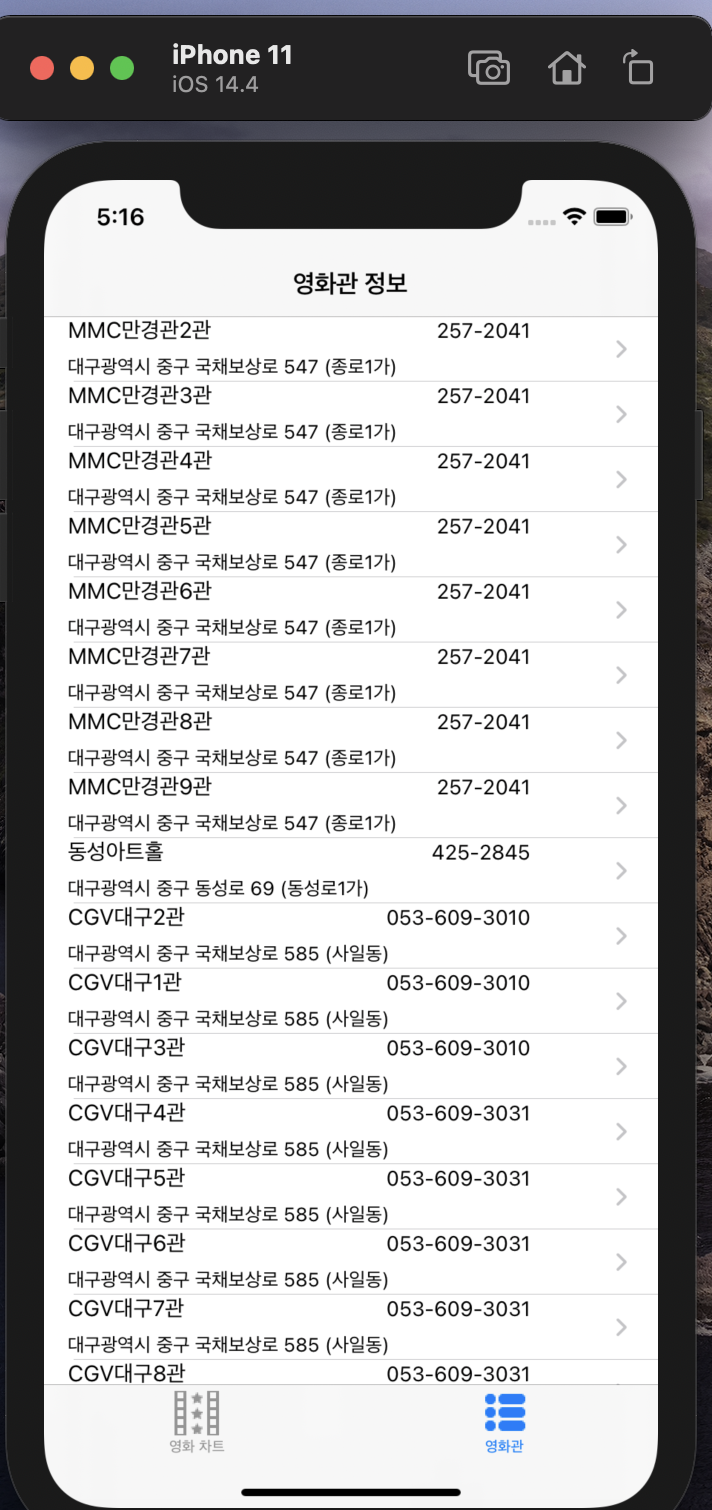 iPhone 11
iOS 14.4
5:16
영화관 정보
MMC만경관2관 257-2041
대구광역시 중구 국채보상로 547 (종로1가)
MMC만경관3관 257-2041
대구광역시 중구 국채보상로 547 (종로1가)
MMC만경관4관 257-2041
대구광역시 중구 국채보상로 547 (종로1가)
MMC만경관5관 257-2041
대구광역시 중구 국채보상로 547 (종로1가)
MMC만경관6관 257-2041
대구광역시 중구 국채보상로 547 (종로1가)
MMC만경관7관 257-2041
대구광역시 중구 국채보상로 547 (종로1가)
MMC만경관8관 257-2041
대구광역시 중구 국채보상로 547 (종로1가)
MMC만경관9관 257-2041
대구광역시 중구 국채보상로 547 (종로1가)
동성아트홀 425-2845
대구광역시 중구 동성로 69 (동성로1가)
CGV대구2관 053-609-3010
대구광역시 중구 국채보상로 585 (사일동)
CGV대구1관 053-609-3010
대구광역시 중구 국채보상로 585 (사일동)
CGV대구3관 053-609-3010
대구광역시 중구 국채보상로 585 (사일동)
CGV대구4관 053-609-3031
대구광역시 중구 국채보상로 585 (사일동)
CGV대구5관 053-609-3031
대구광역시 중구 국채보상로 585 (사일동)
CGV대구6관 053-609-3031
대구광역시 중구 국채보상로 585 (사일동)
CGV대구7관 053-609-3031
대구광역시 중구 국채보상로 585 (사일동)
CGV대구8관 053-609-3031
영화 차트 영화관